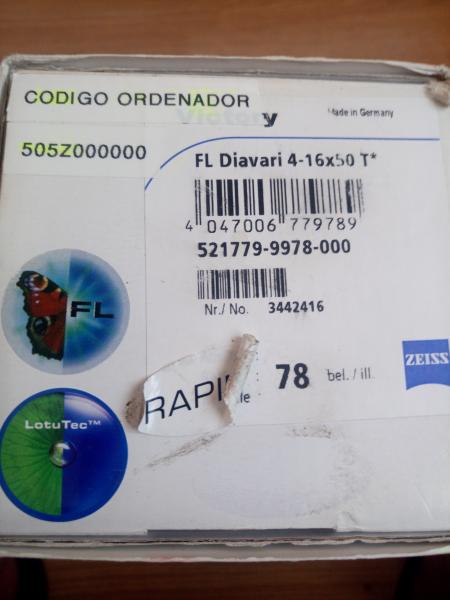 CODIGO ORDENADOR
Victory
Made in Germany
505Z000000
FL Diavari 4-16x50 T*
4 047006 779789
521779-9978-000
Nr./No. 3442416
FL
ZEISS
78 bel./ill.
LotuTec™